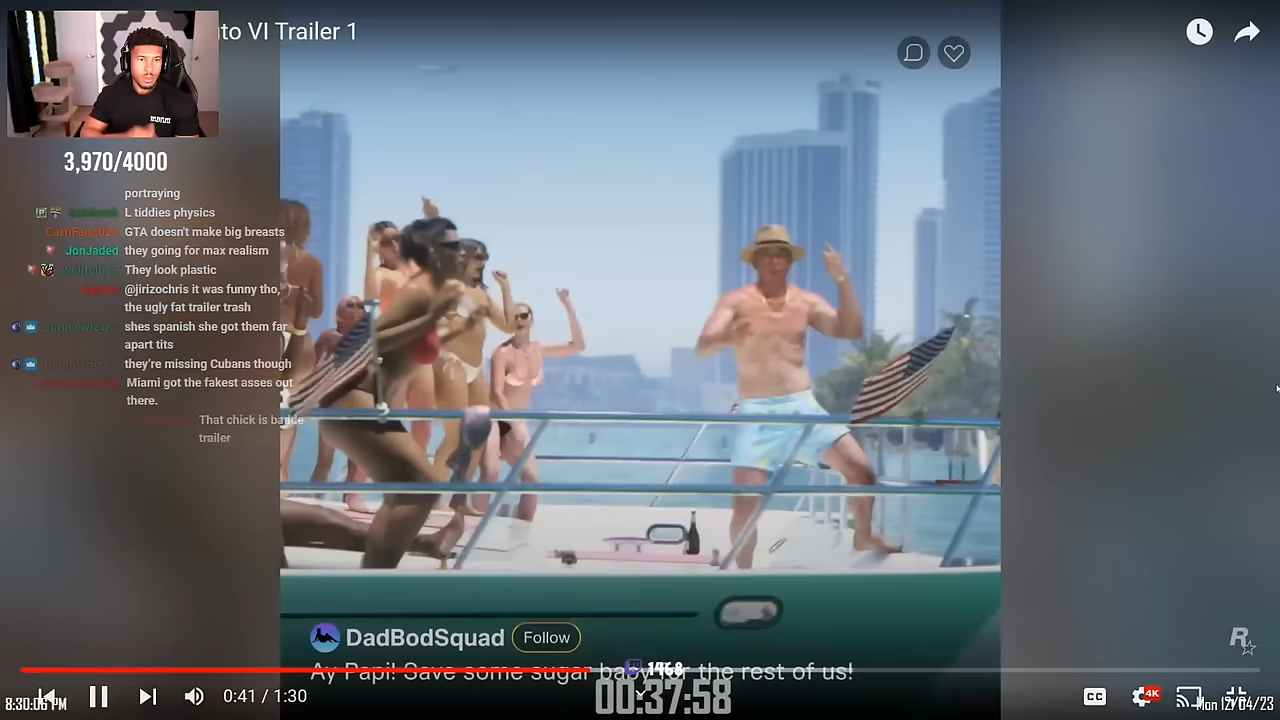 uto VI Trailer 1
3,970/4000
portraying
L tiddies physics
GTA doesn't make big breasts
JonJaded they going for max realism
They look plastic
@jirizochris it was funny tho,
the ugly fat trailer trash
shes spanish she got them far
apart tits
they're missing Cubans though
Miami got the fakest asses out
there.
That chick is
trailer
DadBodSquad Follow
Ay Papi! Save some sugar baby for the rest of us!
1468
00:37:58
8:30:06 PM
0:41 / 1:30
CC
4K
Mon 12/04/23
R